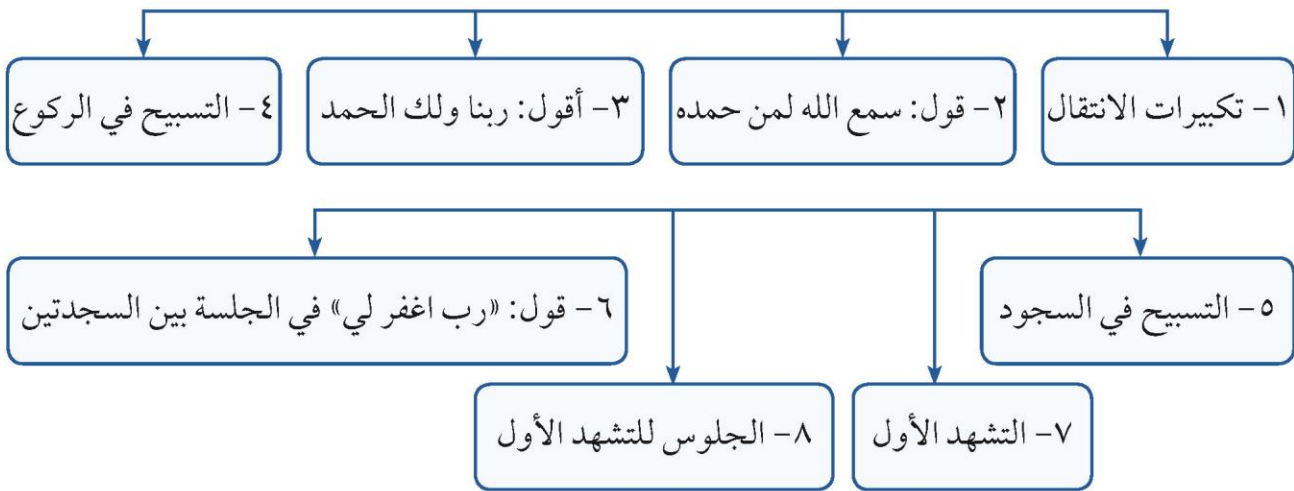 ١- تكبيرات الانتقال
٢- قول: سمع الله لمن حمده
٣- أقول: ربنا ولك الحمد
٤- التسبيح في الركوع
٥- التسبيح في السجود
٦- قول: «رب اغفر لي» في الجلسة بين السجدتين
٧- التشهد الأول
٨- الجلوس للتشهد الأول